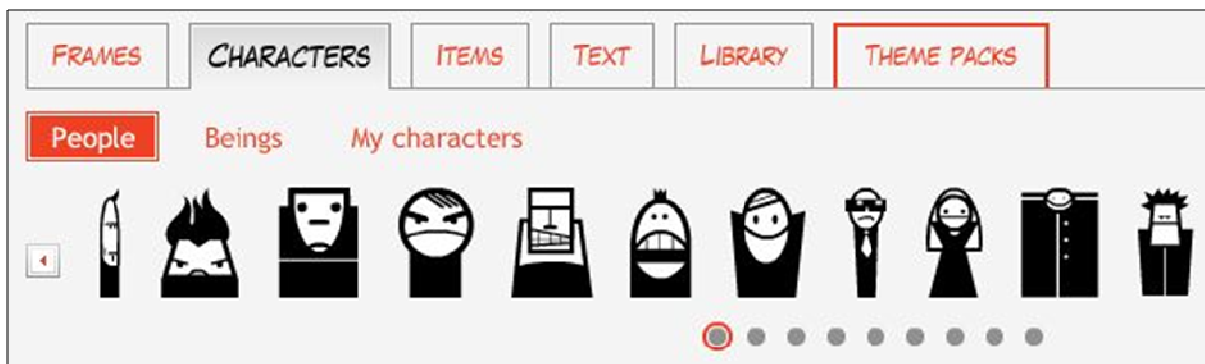 FRAMES CHARACTERS ITEMS TEXT LIBRARY THEME PACKS
People Beings My characters